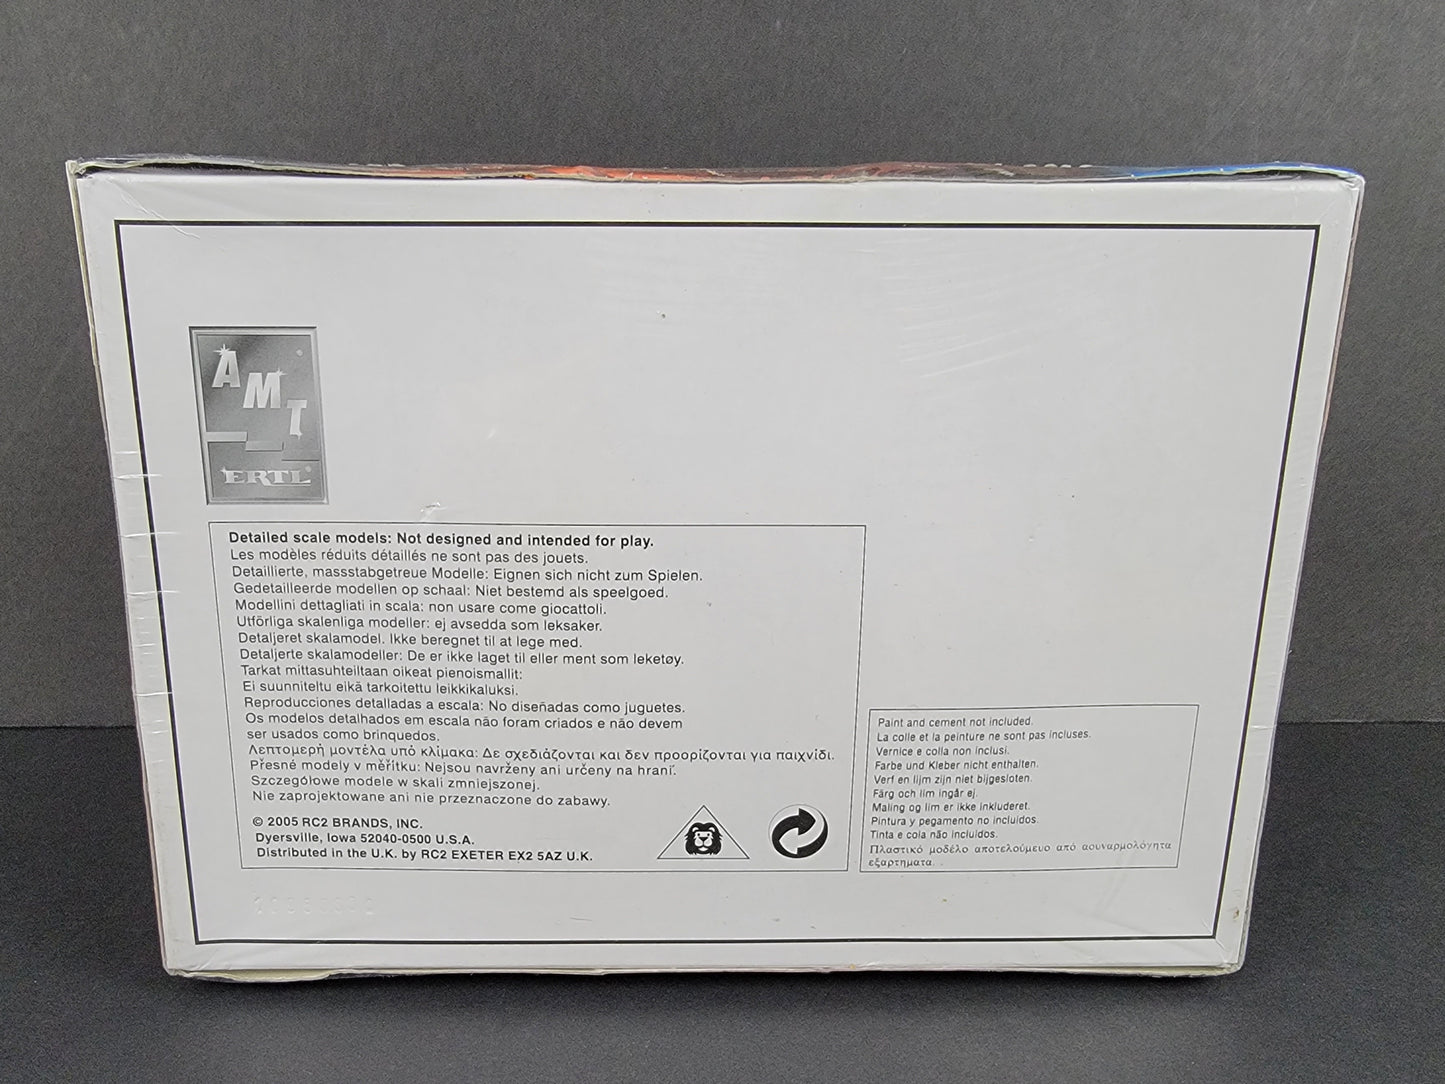 AMT
ERTL®
Detailed scale models: Not designed and intended for play.
Les modèles réduits détaillés ne sont pas des jouets.
Detaillierte, massstabgetreue Modelle: Eignen sich nicht zum Spielen.
Gedetailleerde modellen op schaal: Niet bestemd als speelgoed.
Modellini dettagliati in scala: non usare come giocattoli.
Utförliga skalenliga modeller: ej avsedda som leksaker.
Detaljeret skalamodel. Ikke beregnet til at lege med.
Detaljerte skalamodeller: De er ikke laget til eller ment som leketøy.
Tarkat mittasuhteiltaan oikeat pienoismallit:
Ei suunniteltu eikä tarkoitettu leikkikaluksi.
Reproducciones detalladas a escala: No diseñadas como juguetes.
Os modelos detalhados em escala não foram criados e não devem
ser usados como brinquedos.
Λεπτομερή μοντέλα υπό κλίμακα: Δε σχεδιάζονται και δεν προορίζονται για παιχνίδι.
Přesné modely v měřítku: Nejsou navrženy ani určeny na hraní.
Szczegółowe modele w skali zmniejszonej.
Nie zaprojektowane ani nie przeznaczone do zabawy.
© 2005 RC2 BRANDS, INC.
Dyersville, Iowa 52040-0500 U.S.A.
Distributed in the U.K. by RC2 EXETER EX2 5AZ U.K.
Paint and cement not included.
La colle et la peinture ne sont pas incluses.
Vernice e colla non inclusi.
Farbe und Kleber nicht enthalten.
Verf en lijm zijn niet bijgesloten.
Färg och lim ingår ej.
Maling og lim er ikke inkluderet.
Pintura y pegamento no incluidos.
Tinta e cola não incluidos.
Πλαστικό μοδέλο αποτελούμευο από αουναρμολόγητα
εξαρτηματα.